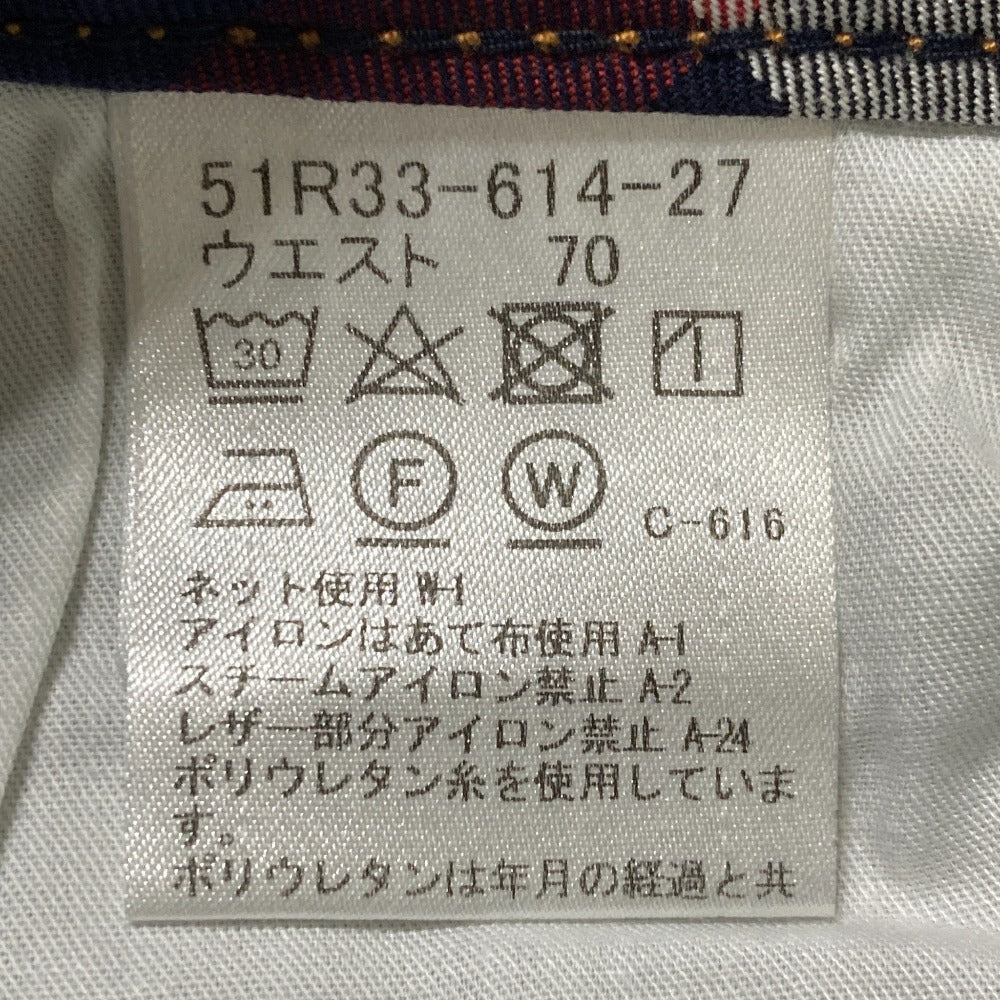 51R33-614-27
ウエスト 70
30
F W C-616
ネット使用 W-1
アイロンはあて布使用 A-1
スチームアイロン禁止 A-2
レザー部分アイロン禁止 A-24
ポリウレタン糸を使用していま
す。
ポリウレタンは年月の経過と共